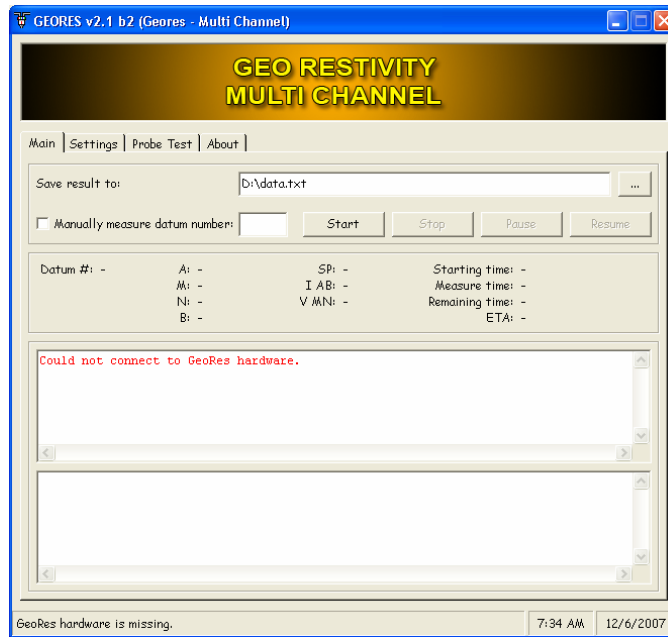 GEORES v2.1 b2 (Geores - Multi Channel)
GEO RESTIVITY
MULTI CHANNEL
Main Settings Probe Test About
Save result to: D:\data.txt ...
Manually measure datum number: Start Stop Pause Resume
Datum #: - A: - SP: - Starting time: -
M: - I AB: - Measure time: -
N: - V MN: - Remaining time: -
B: - ETA: -
Could not connect to GeoRes hardware.
GeoRes hardware is missing. 7:34 AM 12/6/2007